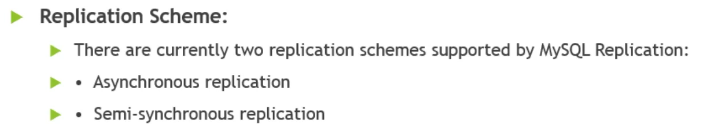 Replication Scheme:
There are currently two replication schemes supported by MySQL Replication:
• Asynchronous replication
• Semi-synchronous replication